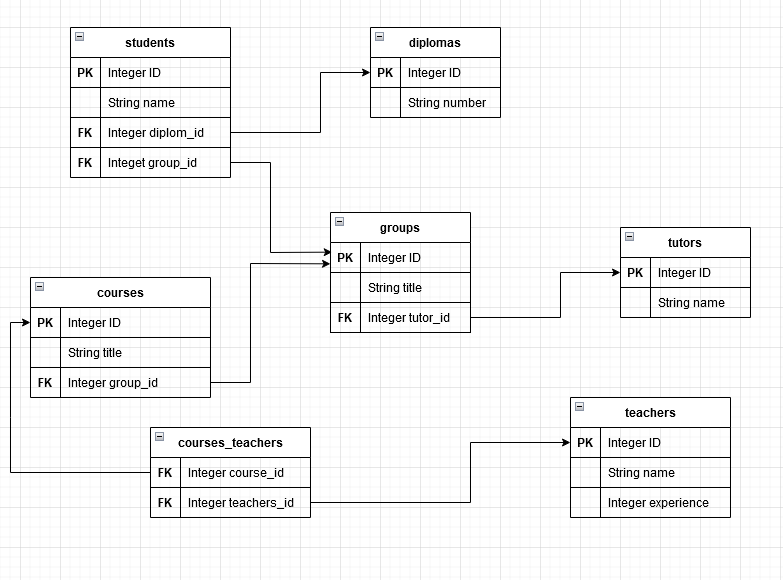 students
PK Integer ID
String name
FK Integer diplom_id
FK Integet group_id
diplomas
PK Integer ID
String number
groups
PK Integer ID
String title
FK Integer tutor_id
tutors
PK Integer ID
String name
courses
PK Integer ID
String title
FK Integer group_id
courses_teachers
FK Integer course_id
FK Integer teachers_id
teachers
PK Integer ID
String name
Integer experience